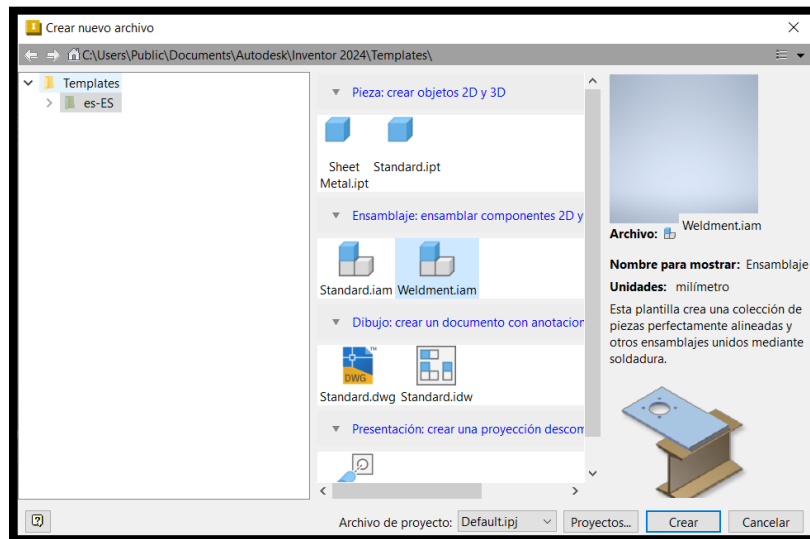 Crear nuevo archivo
C:\Users\Public\Documents\Autodesk\Inventor 2024\Templates\
Templates
es-ES
Pieza: crear objetos 2D y 3D
Sheet Metal.ipt
Standard.ipt
Ensamblaje: ensamblar componentes 2D y
Standard.iam Weldment.iam
Dibujo: crear un documento con anotacion
DWG
Standard.dwg Standard.idw
Presentación: crear una proyección descom
Archivo: Weldment.iam
Nombre para mostrar: Ensamblaje
Unidades: milímetro
Esta plantilla crea una colección de
piezas perfectamente alineadas y
otros ensamblajes unidos mediante
soldadura.
Archivo de proyecto: Default.ipj Proyectos... Crear Cancelar